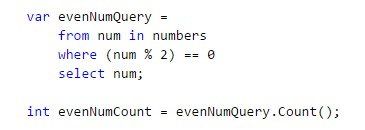 var evenNumQuery =
    from num in numbers
    where (num % 2) == 0
    select num;

int evenNumCount = evenNumQuery.Count();